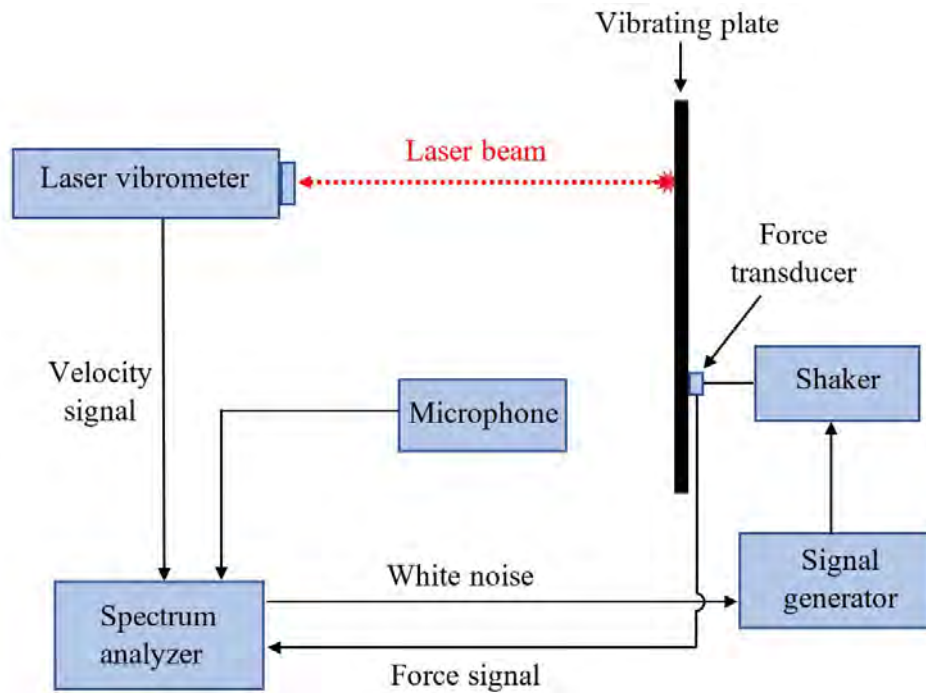 Vibrating plate
Laser beam
Laser vibrometer
Force
transducer
Velocity
signal
Microphone
Shaker
White noise
Signal
generator
Spectrum
analyzer
Force signal